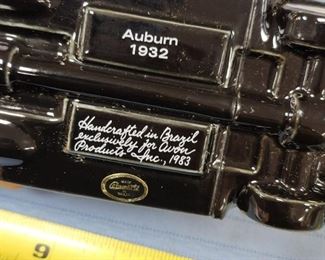 Auburn
1932
Handcrafted in Brazil
exclusively for Avon
Products Inc., 1983
9